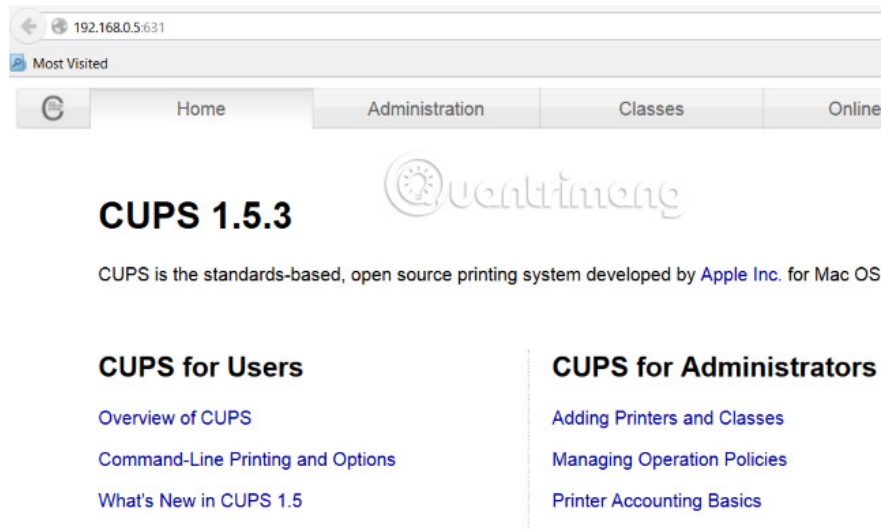 192.168.0.5:631
Most Visited
Home Administration Classes Online
Quantrimang
CUPS 1.5.3
CUPS is the standards-based, open source printing system developed by Apple Inc. for Mac OS
CUPS for Users
Overview of CUPS
Command-Line Printing and Options
What's New in CUPS 1.5
CUPS for Administrators
Adding Printers and Classes
Managing Operation Policies
Printer Accounting Basics